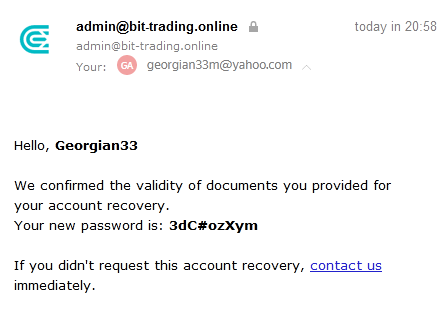 admin@bit-trading.online
today in 20:58
admin@bit-trading.online
Your: GA georgian33m@yahoo.com
Hello, Georgian33
We confirmed the validity of documents you provided for
your account recovery.
Your new password is: 3dC#ozXym
If you didn't request this account recovery, contact us
immediately.